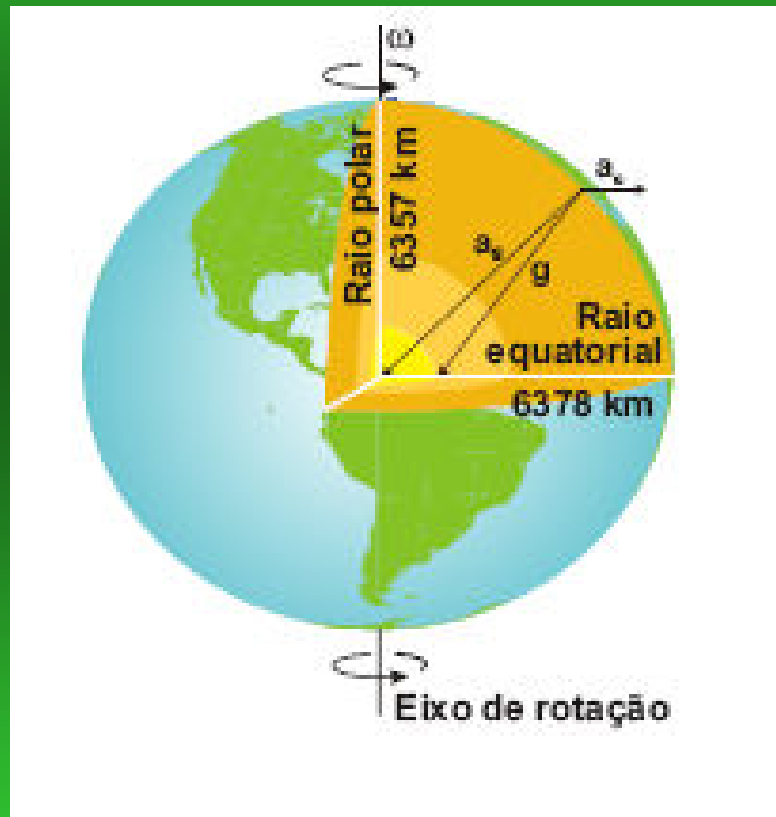 ω
Raio polar
6357 km
a
a
g
Raio
equatorial
6378 km
Eixo de rotação